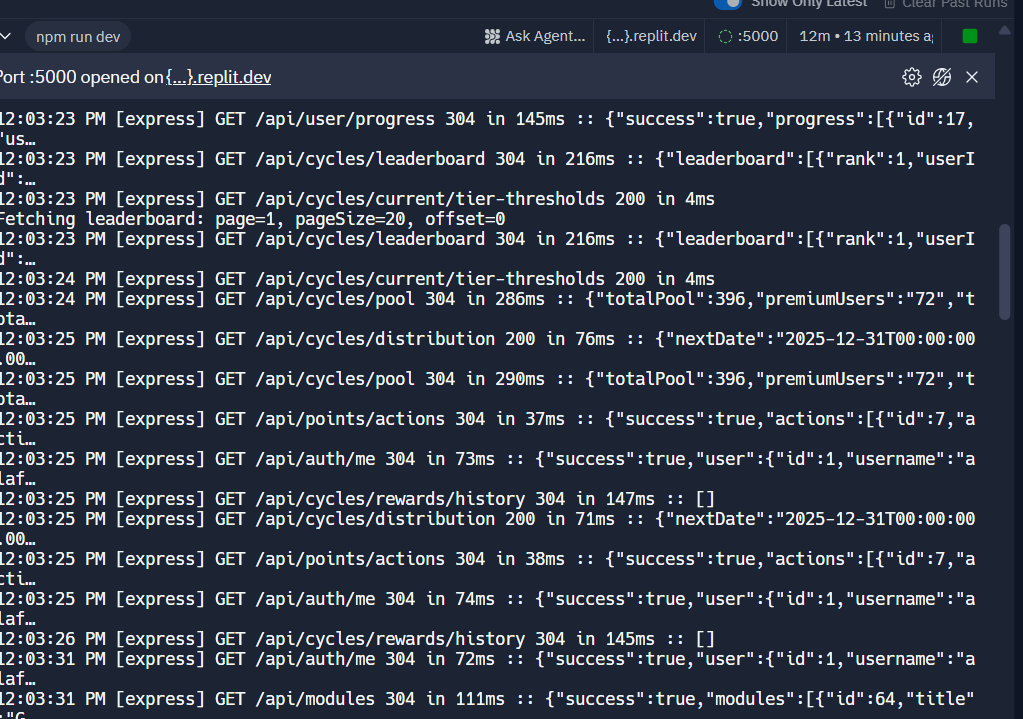 Show Only Latest Clear Past Runs
npm run dev Ask Agent... {...}.replit.dev :5000 12m • 13 minutes a
Port :5000 opened on {...}.replit.dev
12:03:23 PM [express] GET /api/user/progress 304 in 145ms :: {"success":true,"progress":[{"id":17,
"us…
12:03:23 PM [express] GET /api/cycles/leaderboard 304 in 216ms :: {"leaderboard":[{"rank":1,"userI
d":…
12:03:23 PM [express] GET /api/cycles/current/tier-thresholds 200 in 4ms
Fetching leaderboard: page=1, pageSize=20, offset=0
12:03:23 PM [express] GET /api/cycles/leaderboard 304 in 216ms :: {"leaderboard":[{"rank":1,"userI
d":…
12:03:24 PM [express] GET /api/cycles/current/tier-thresholds 200 in 4ms
12:03:24 PM [express] GET /api/cycles/pool 304 in 286ms :: {"totalPool":396,"premiumUsers":"72","t
ota…
12:03:25 PM [express] GET /api/cycles/distribution 200 in 76ms :: {"nextDate":"2025-12-31T00:00:00
.00…
12:03:25 PM [express] GET /api/cycles/pool 304 in 290ms :: {"totalPool":396,"premiumUsers":"72","t
ota…
12:03:25 PM [express] GET /api/points/actions 304 in 37ms :: {"success":true,"actions":[{"id":7,"a
cti…
12:03:25 PM [express] GET /api/auth/me 304 in 73ms :: {"success":true,"user":{"id":1,"username":"a
laf…
12:03:25 PM [express] GET /api/cycles/rewards/history 304 in 147ms :: []
12:03:25 PM [express] GET /api/cycles/distribution 200 in 71ms :: {"nextDate":"2025-12-31T00:00:00
.00…
12:03:25 PM [express] GET /api/points/actions 304 in 38ms :: {"success":true,"actions":[{"id":7,"a
cti…
12:03:25 PM [express] GET /api/auth/me 304 in 74ms :: {"success":true,"user":{"id":1,"username":"a
laf…
12:03:26 PM [express] GET /api/cycles/rewards/history 304 in 145ms :: []
12:03:31 PM [express] GET /api/auth/me 304 in 72ms :: {"success":true,"user":{"id":1,"username":"a
laf…
12:03:31 PM [express] GET /api/modules 304 in 111ms :: {"success":true,"modules":[{"id":64,"title"
:"G